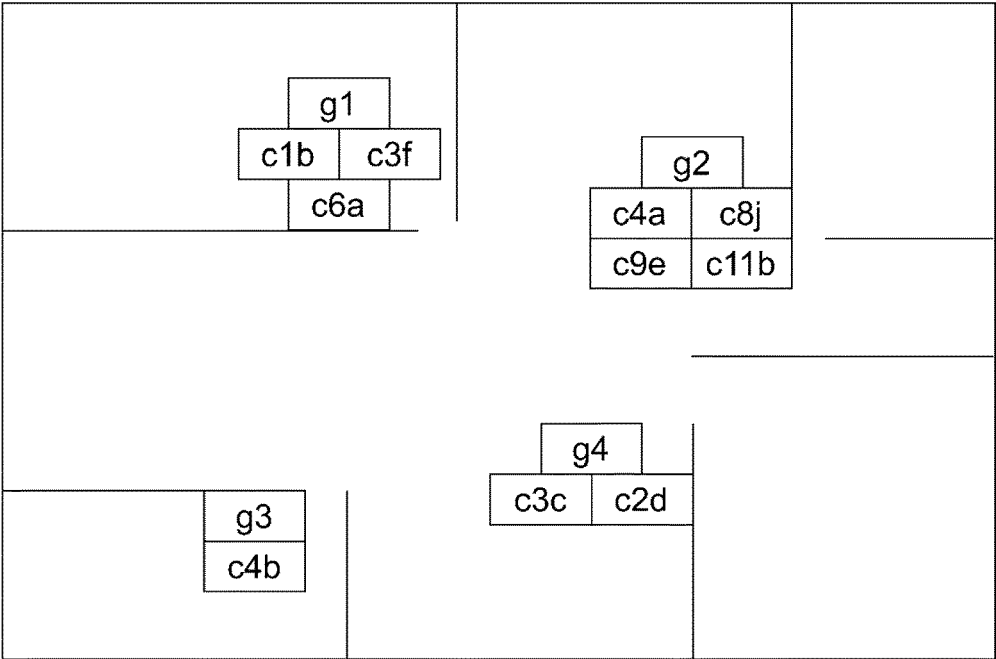 g1
c1b c3f
c6a
g2
c4a c8j
c9e c11b
g4
c3c c2d
g3
c4b